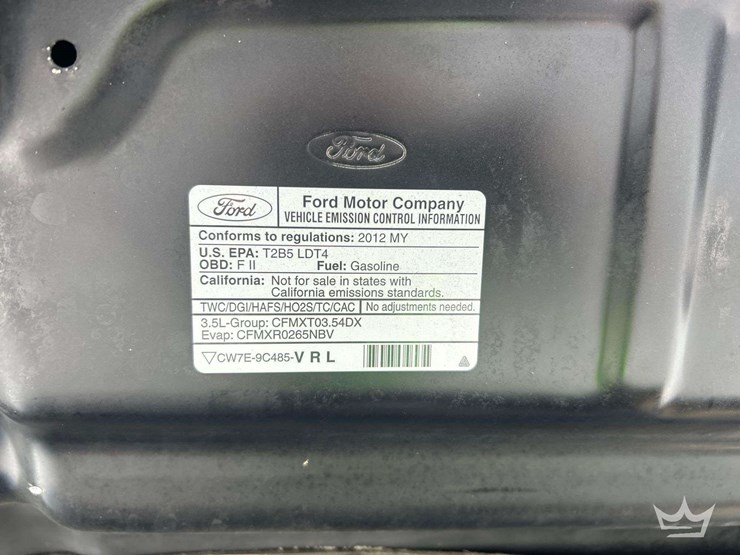 Ford
Ford
Ford Motor Company
VEHICLE EMISSION CONTROL INFORMATION
Conforms to regulations: 2012 MY
U.S. EPA: T2B5 LDT4
OBD: F II Fuel: Gasoline
California: Not for sale in states with
California emissions standards.
TWC/DGI/HAFS/HO2S/TC/CAC No adjustments needed.
3.5L-Group: CFMXT03.54DX
Evap: CFMXR0265NBV
CW7E-9C485-V R L